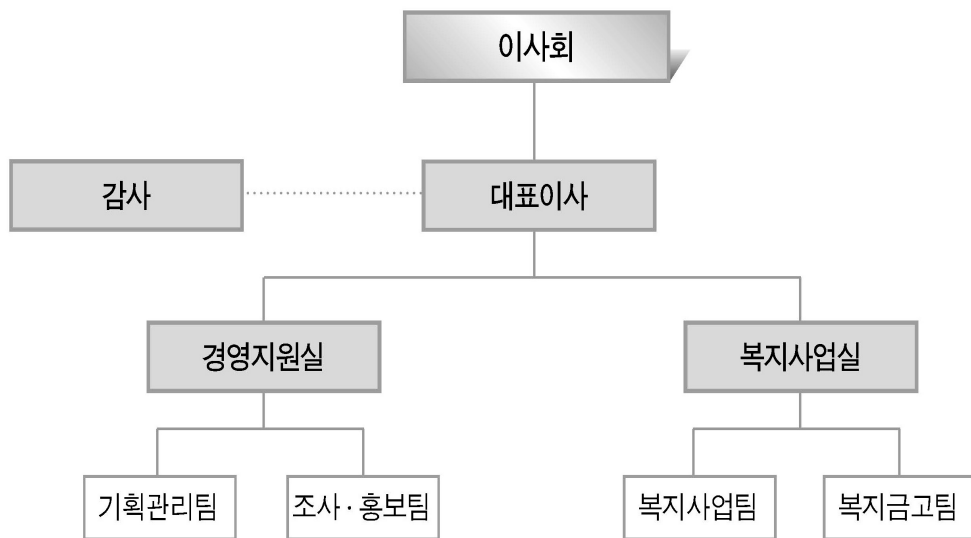 이사회
감사
대표이사
경영지원실
복지사업실
기획관리팀
조사 · 홍보팀
복지사업팀
복지금고팀